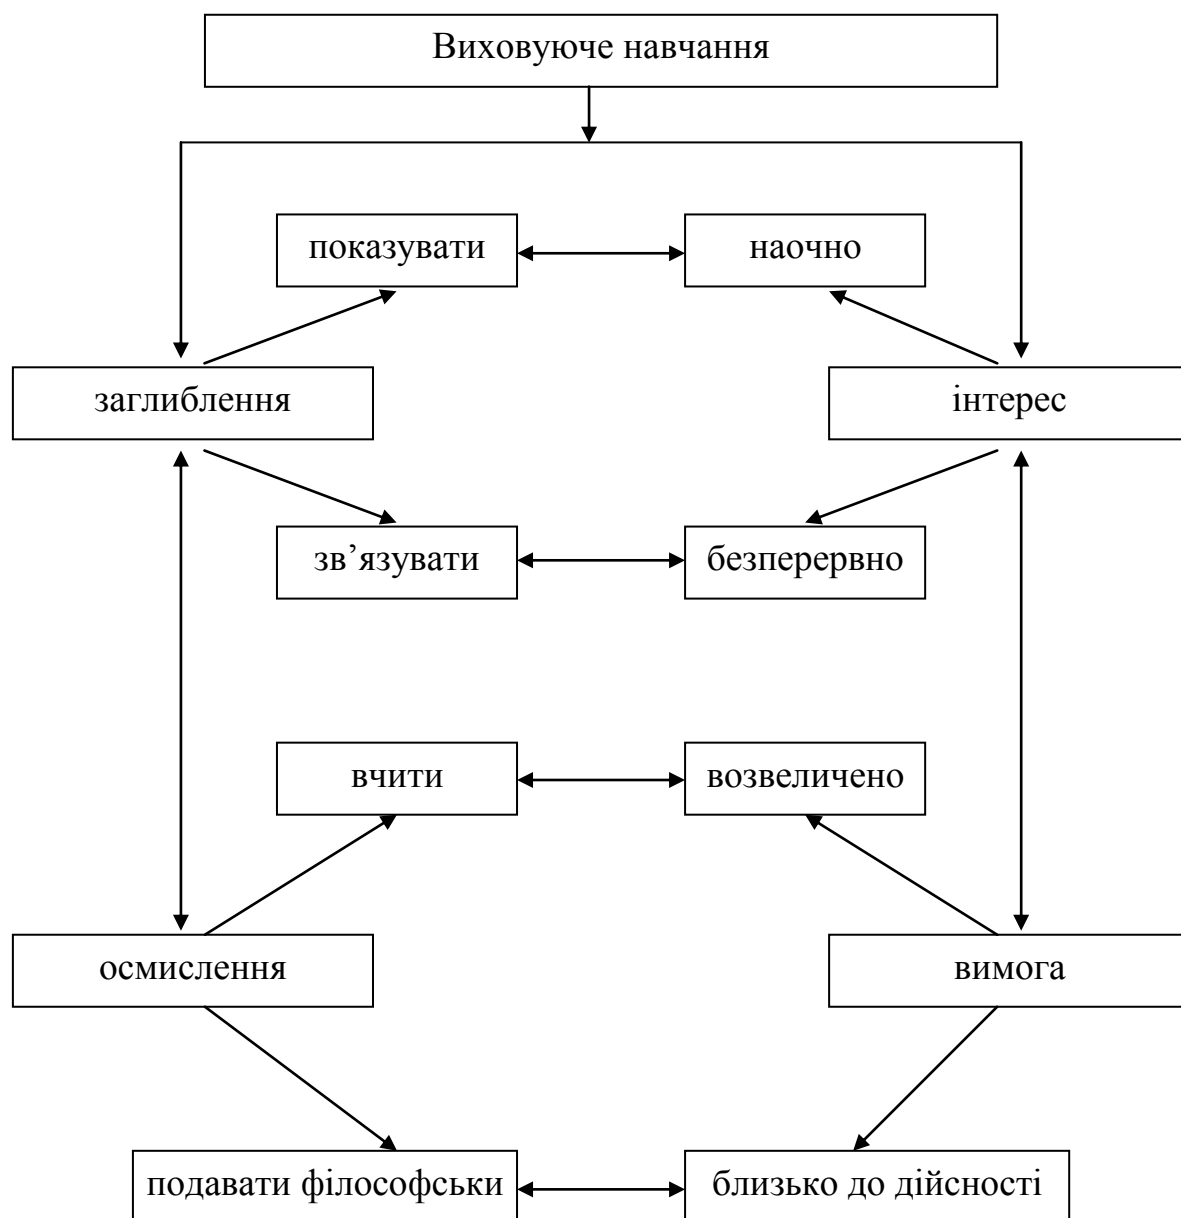 Виховуюче навчання
показувати
наочно
заглиблення
інтерес
зв’язувати
безперервно
вчити
возвеличено
осмислення
вимога
подавати філософськи
близько до дійсності